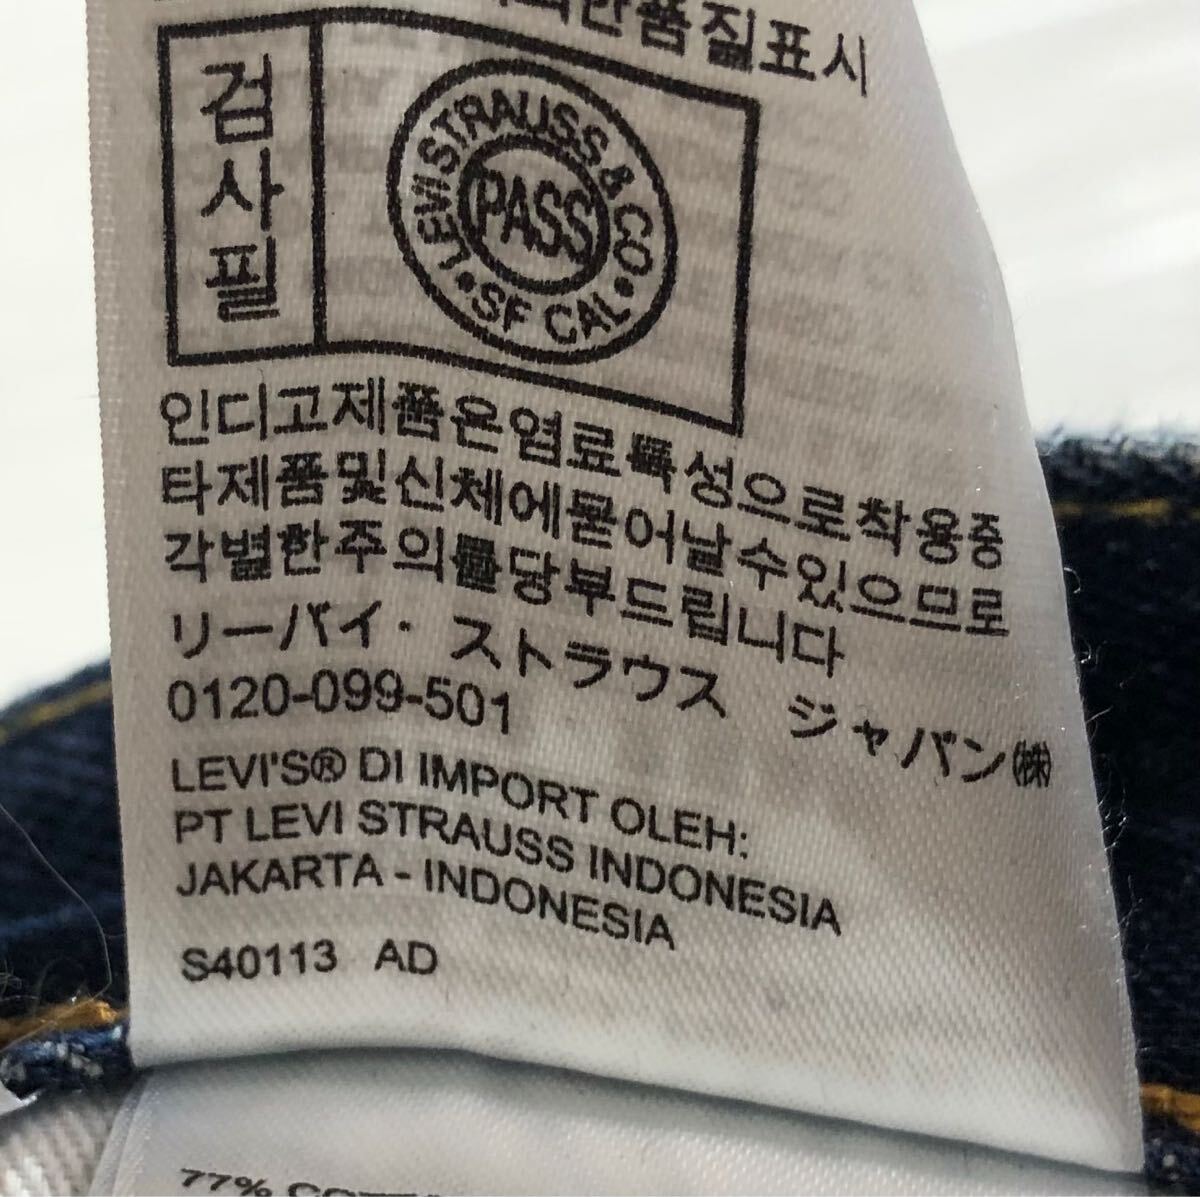 의한품질표시
검사필
LEVI STRAUSS & CO
PASS
• SF CAL •
인디고제품은염료특성으로착용중
타제품및신체에묻어날수있으므로
각별한주의를당부드립니다
リーバイ・ストラウス ジャパン㈱
0120-099-501
LEVI'S® DI IMPORT OLEH:
PT LEVI STRAUSS INDONESIA
JAKARTA - INDONESIA
S40113 AD
77%